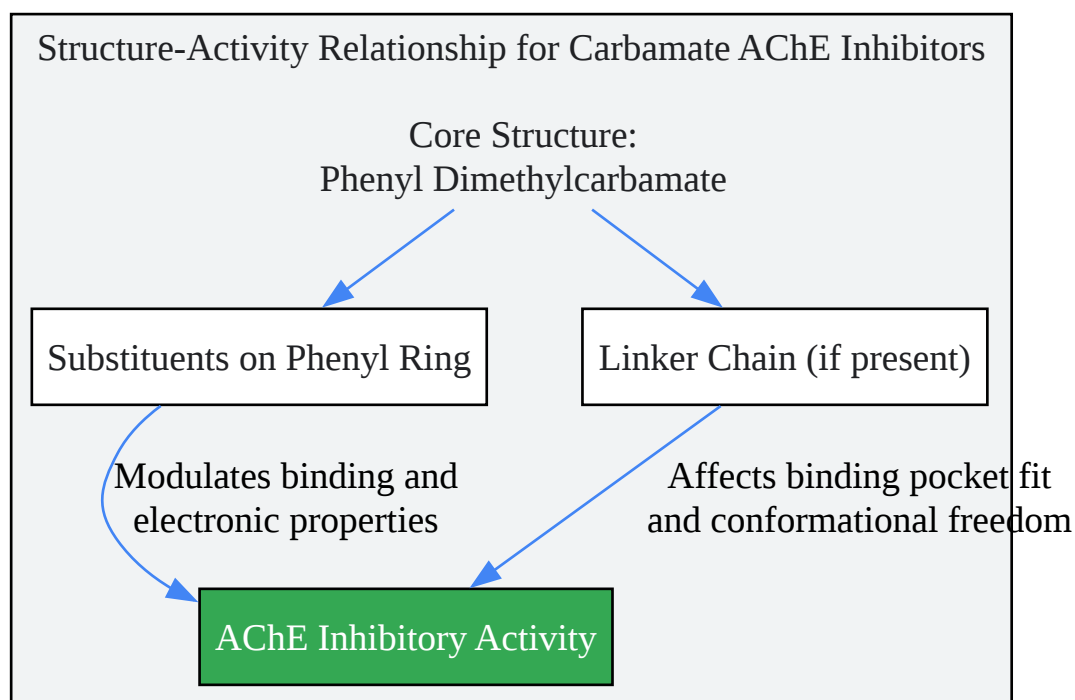 Structure-Activity Relationship for Carbamate AChE Inhibitors
Core Structure:
Phenyl Dimethylcarbamate
Substituents on Phenyl Ring
Linker Chain (if present)
Modulates binding and
electronic properties
Affects binding pocket fit
and conformational freedom
AChE Inhibitory Activity